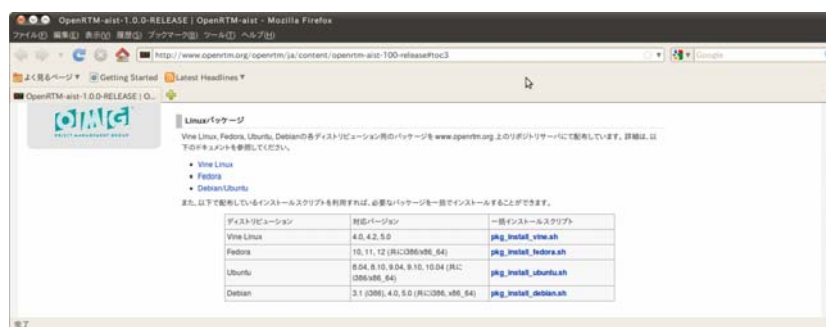 OpenRTM-aist-1.0.0-RELEASE | OpenRTM-aist - Mozilla Firefox
ファイル(F) 編集(E) 表示(V) 履歴(S) ブックマーク(B) ツール(T) ヘルプ(H)
http://www.openrtm.org/openrtm/ja/content/openrtm-aist-100-release#toc3
Google
よく見るページ Getting Started Latest Headlines
OpenRTM-aist-1.0.0-RELEASE | O...
OMG
OBJECT MANAGEMENT GROUP
Linuxパッケージ
Vine Linux, Fedora, Ubuntu, Debianの各ディストリビューション用のパッケージを www.openrtm.org 上のリポジトリサーバにて配布しています。詳細は、以
下のドキュメントを参照してください。
Vine Linux
Fedora
Debian/Ubuntu
また、以下で配布しているインストールスクリプトを利用すれば、必要なパッケージを一括でインストールすることができます。
ディストリビューション 対応バージョン 一括インストールスクリプト
Vine Linux 4.0, 4.2, 5.0 pkg_install_vine.sh
Fedora 10, 11, 12 (共にi386/x86_64) pkg_install_fedora.sh
Ubuntu 8.04, 8.10, 9.04, 9.10, 10.04 (共に
i386/x86_64) pkg_install_ubuntu.sh
Debian 3.1 (i386), 4.0, 5.0 (共にi386, x86_64) pkg_install_debian.sh
完了